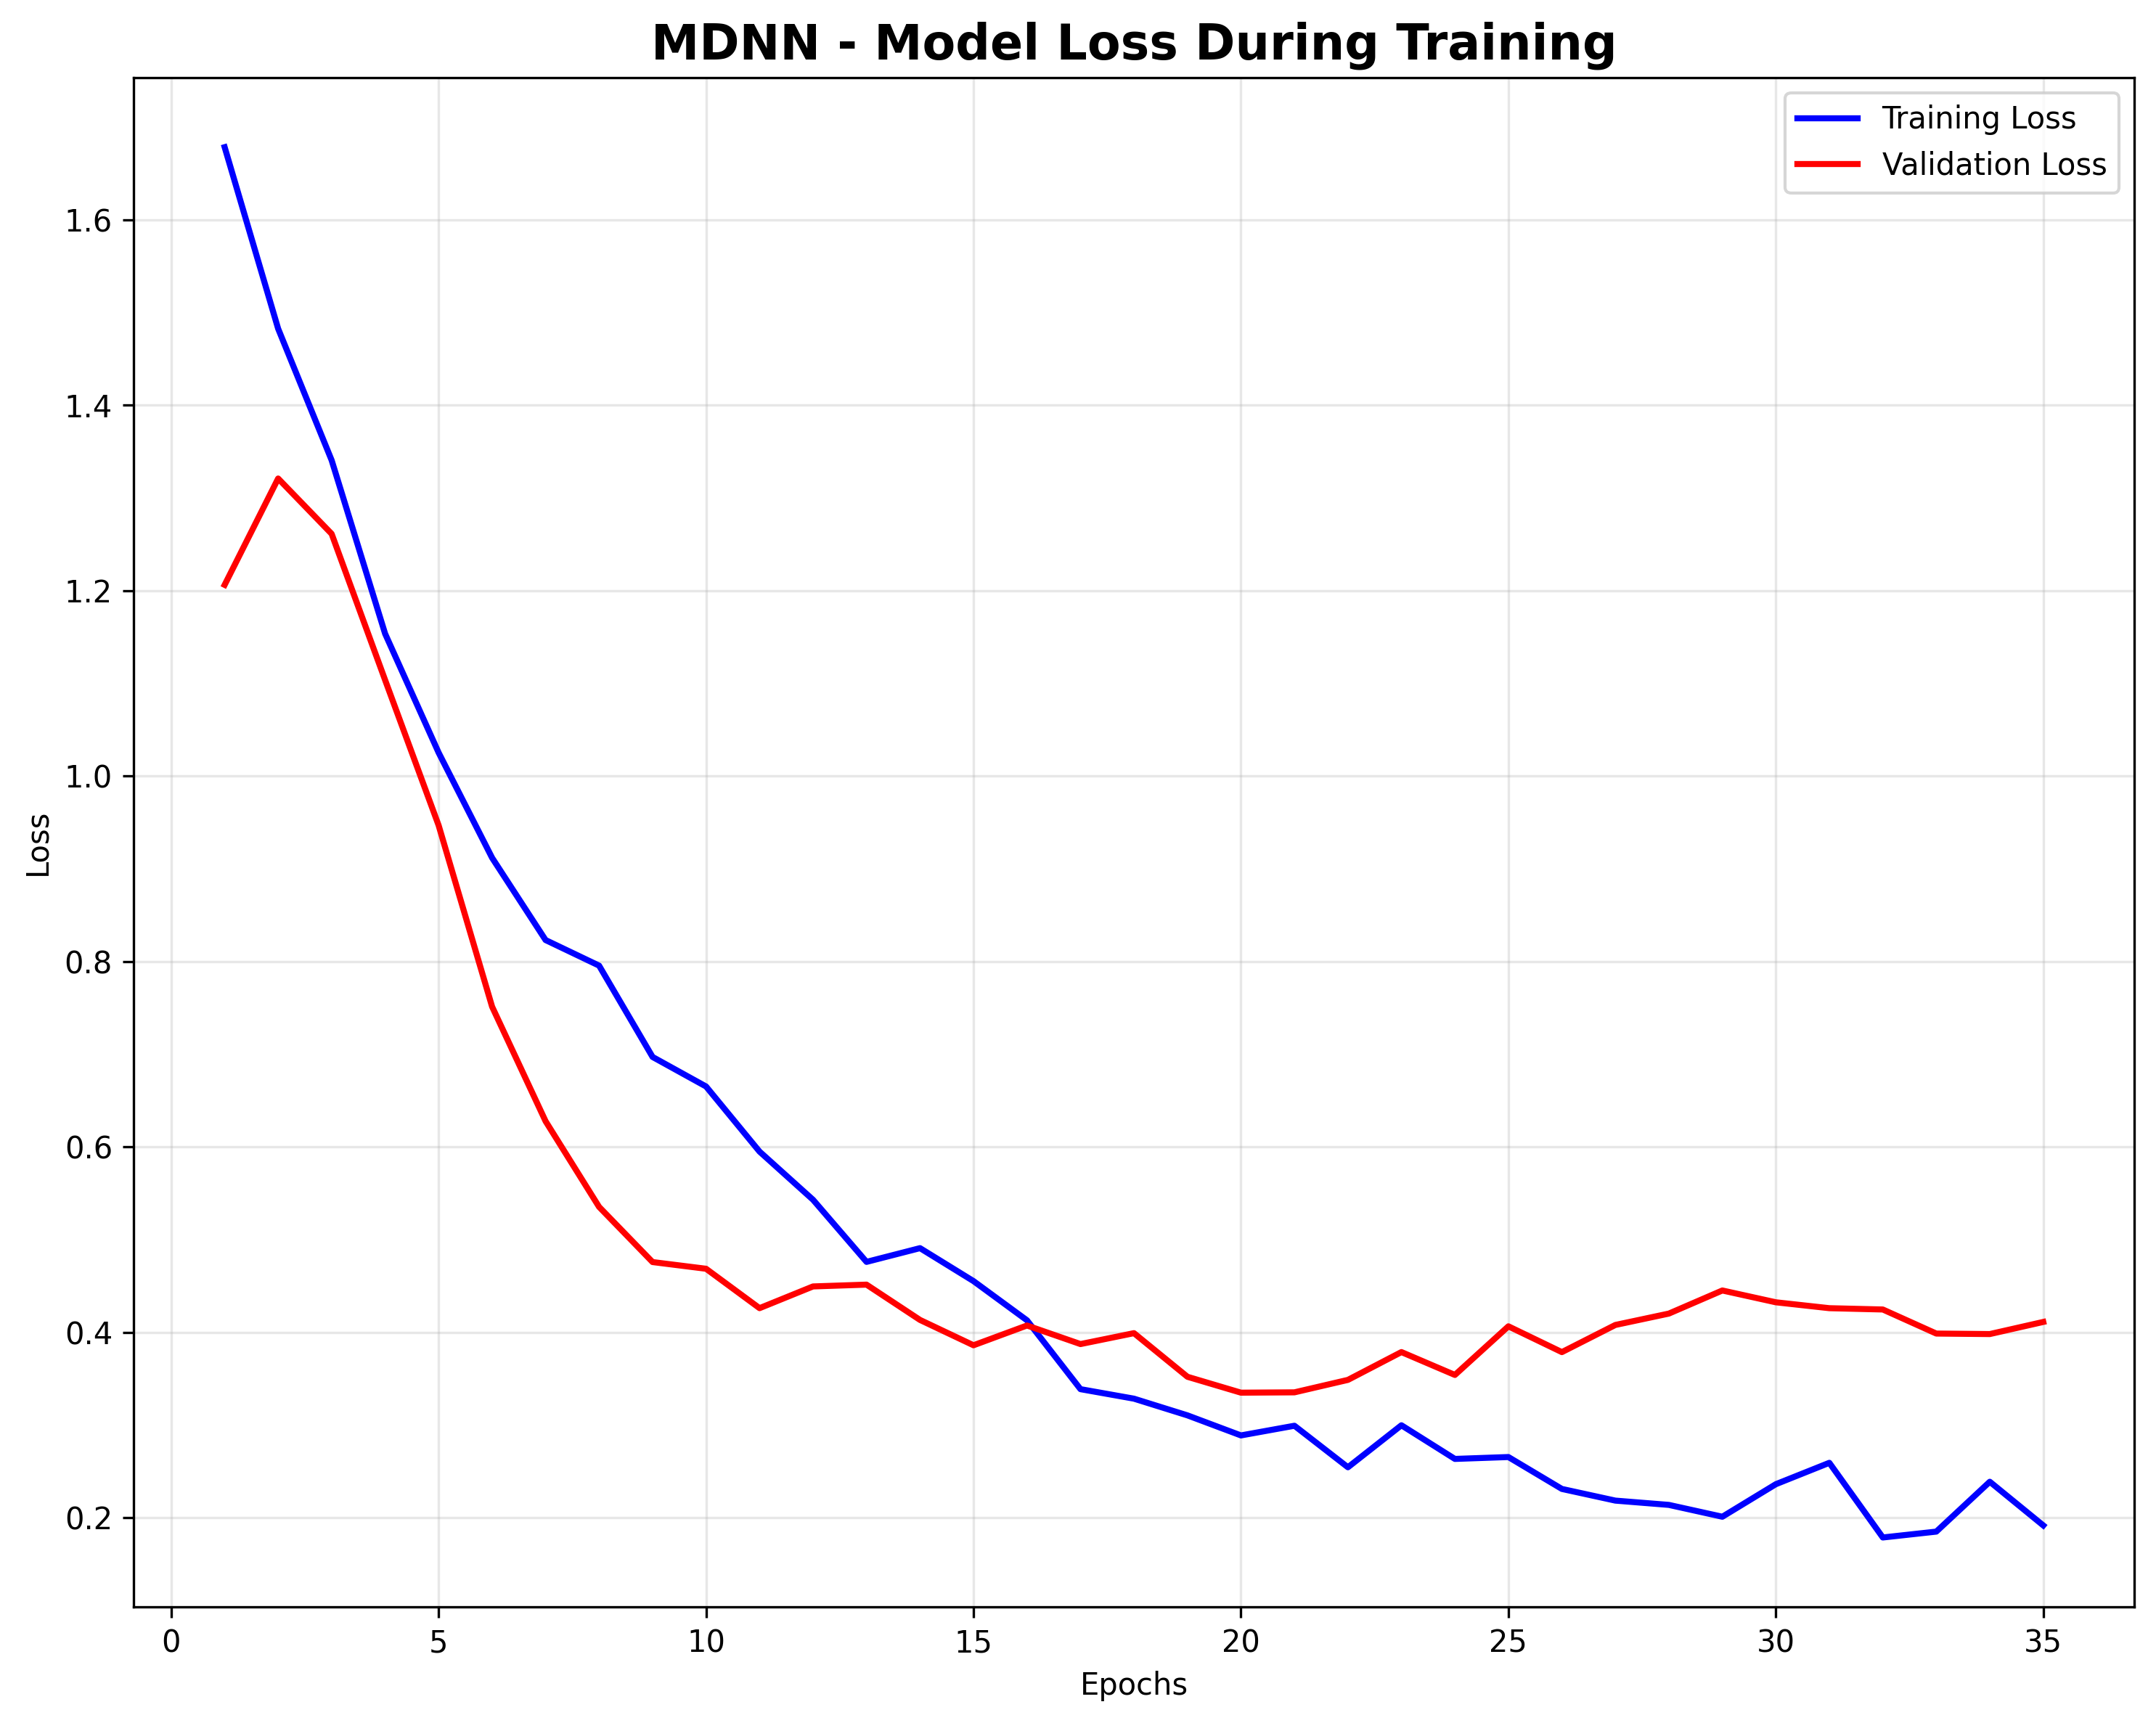 MDNN - Model Loss During Training
Training Loss
Validation Loss
1.6
1.4
1.2
1.0
0.8
0.6
0.4
0.2
Loss
0 5 10 15 20 25 30 35
Epochs